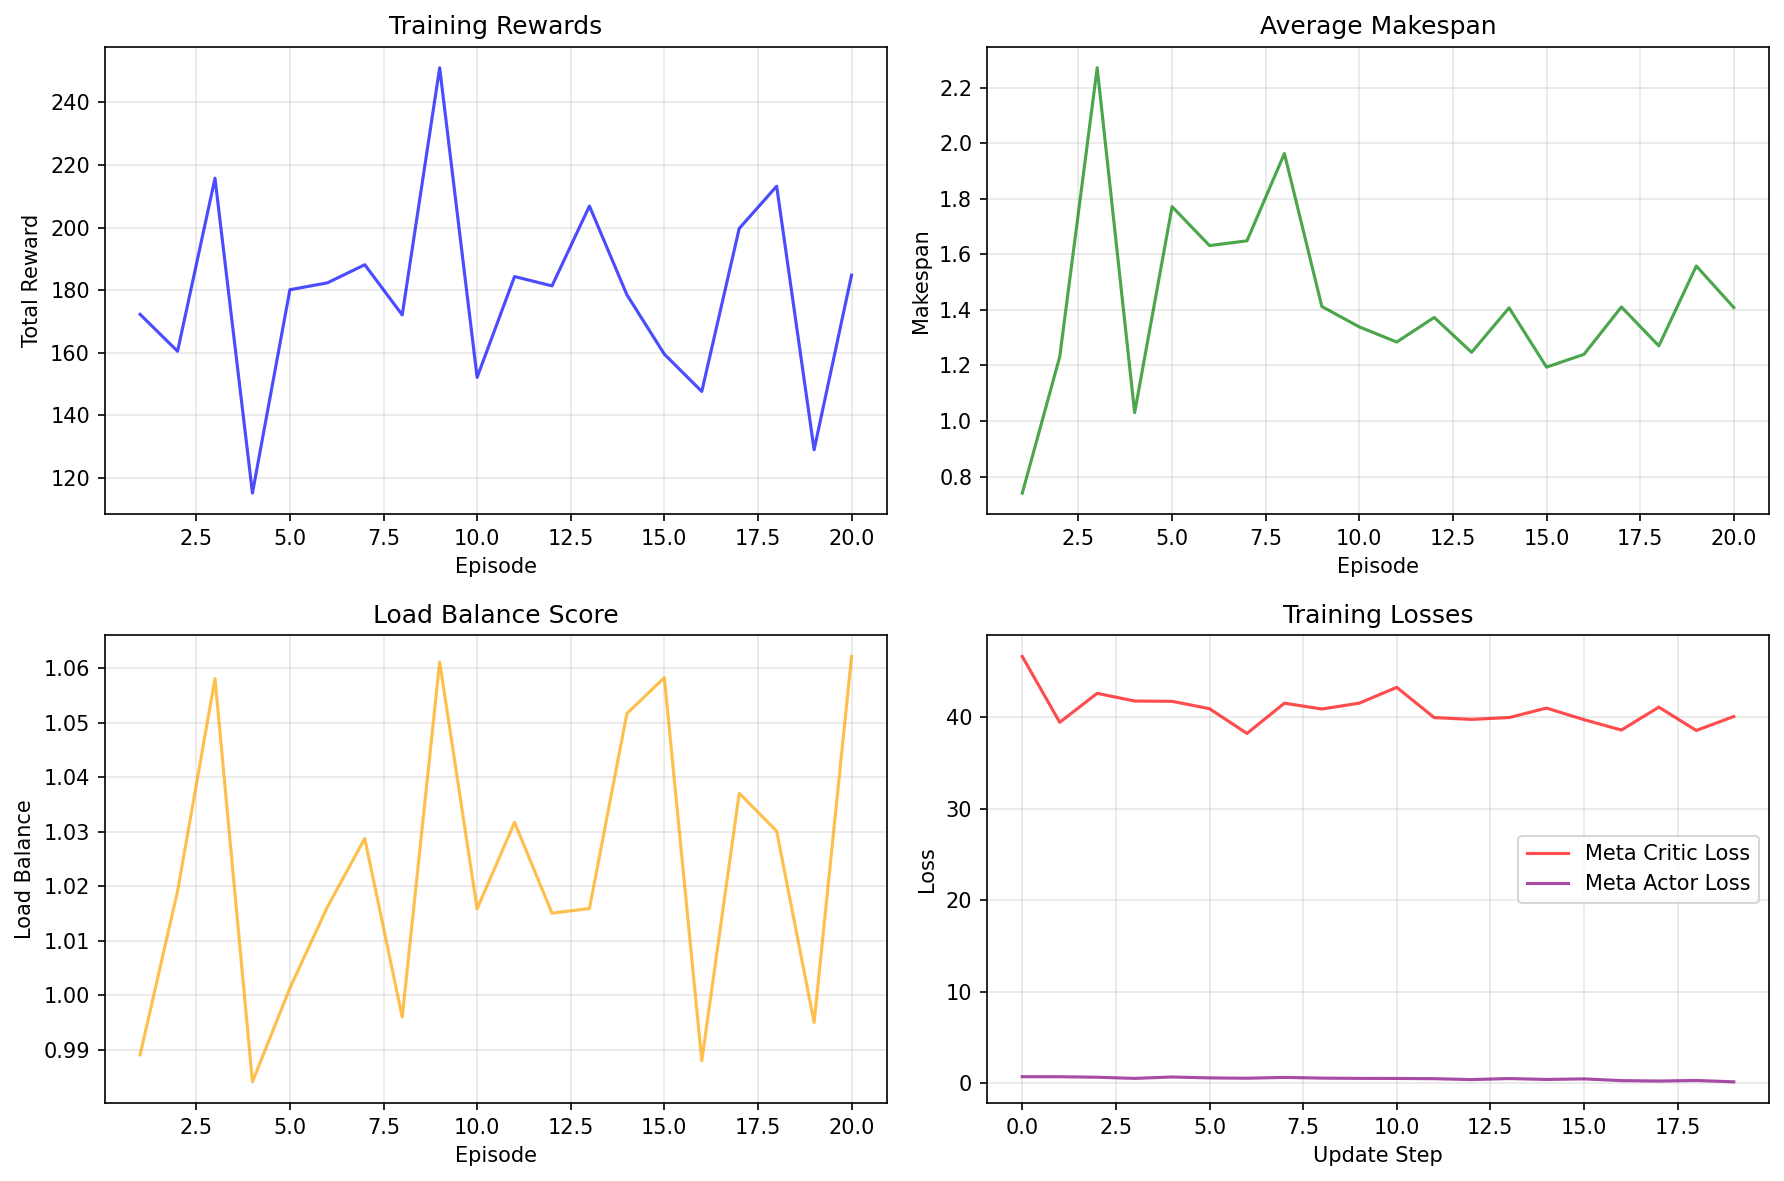 Training Rewards
Total Reward
240
220
200
180
160
140
120
2.5 5.0 7.5 10.0 12.5 15.0 17.5 20.0
Episode
Average Makespan
Makespan
2.2
2.0
1.8
1.6
1.4
1.2
1.0
0.8
2.5 5.0 7.5 10.0 12.5 15.0 17.5 20.0
Episode
Load Balance Score
Load Balance
1.06
1.05
1.04
1.03
1.02
1.01
1.00
0.99
2.5 5.0 7.5 10.0 12.5 15.0 17.5 20.0
Episode
Training Losses
Loss
40
30
20
10
0
Meta Critic Loss
Meta Actor Loss
0.0 2.5 5.0 7.5 10.0 12.5 15.0 17.5
Update Step